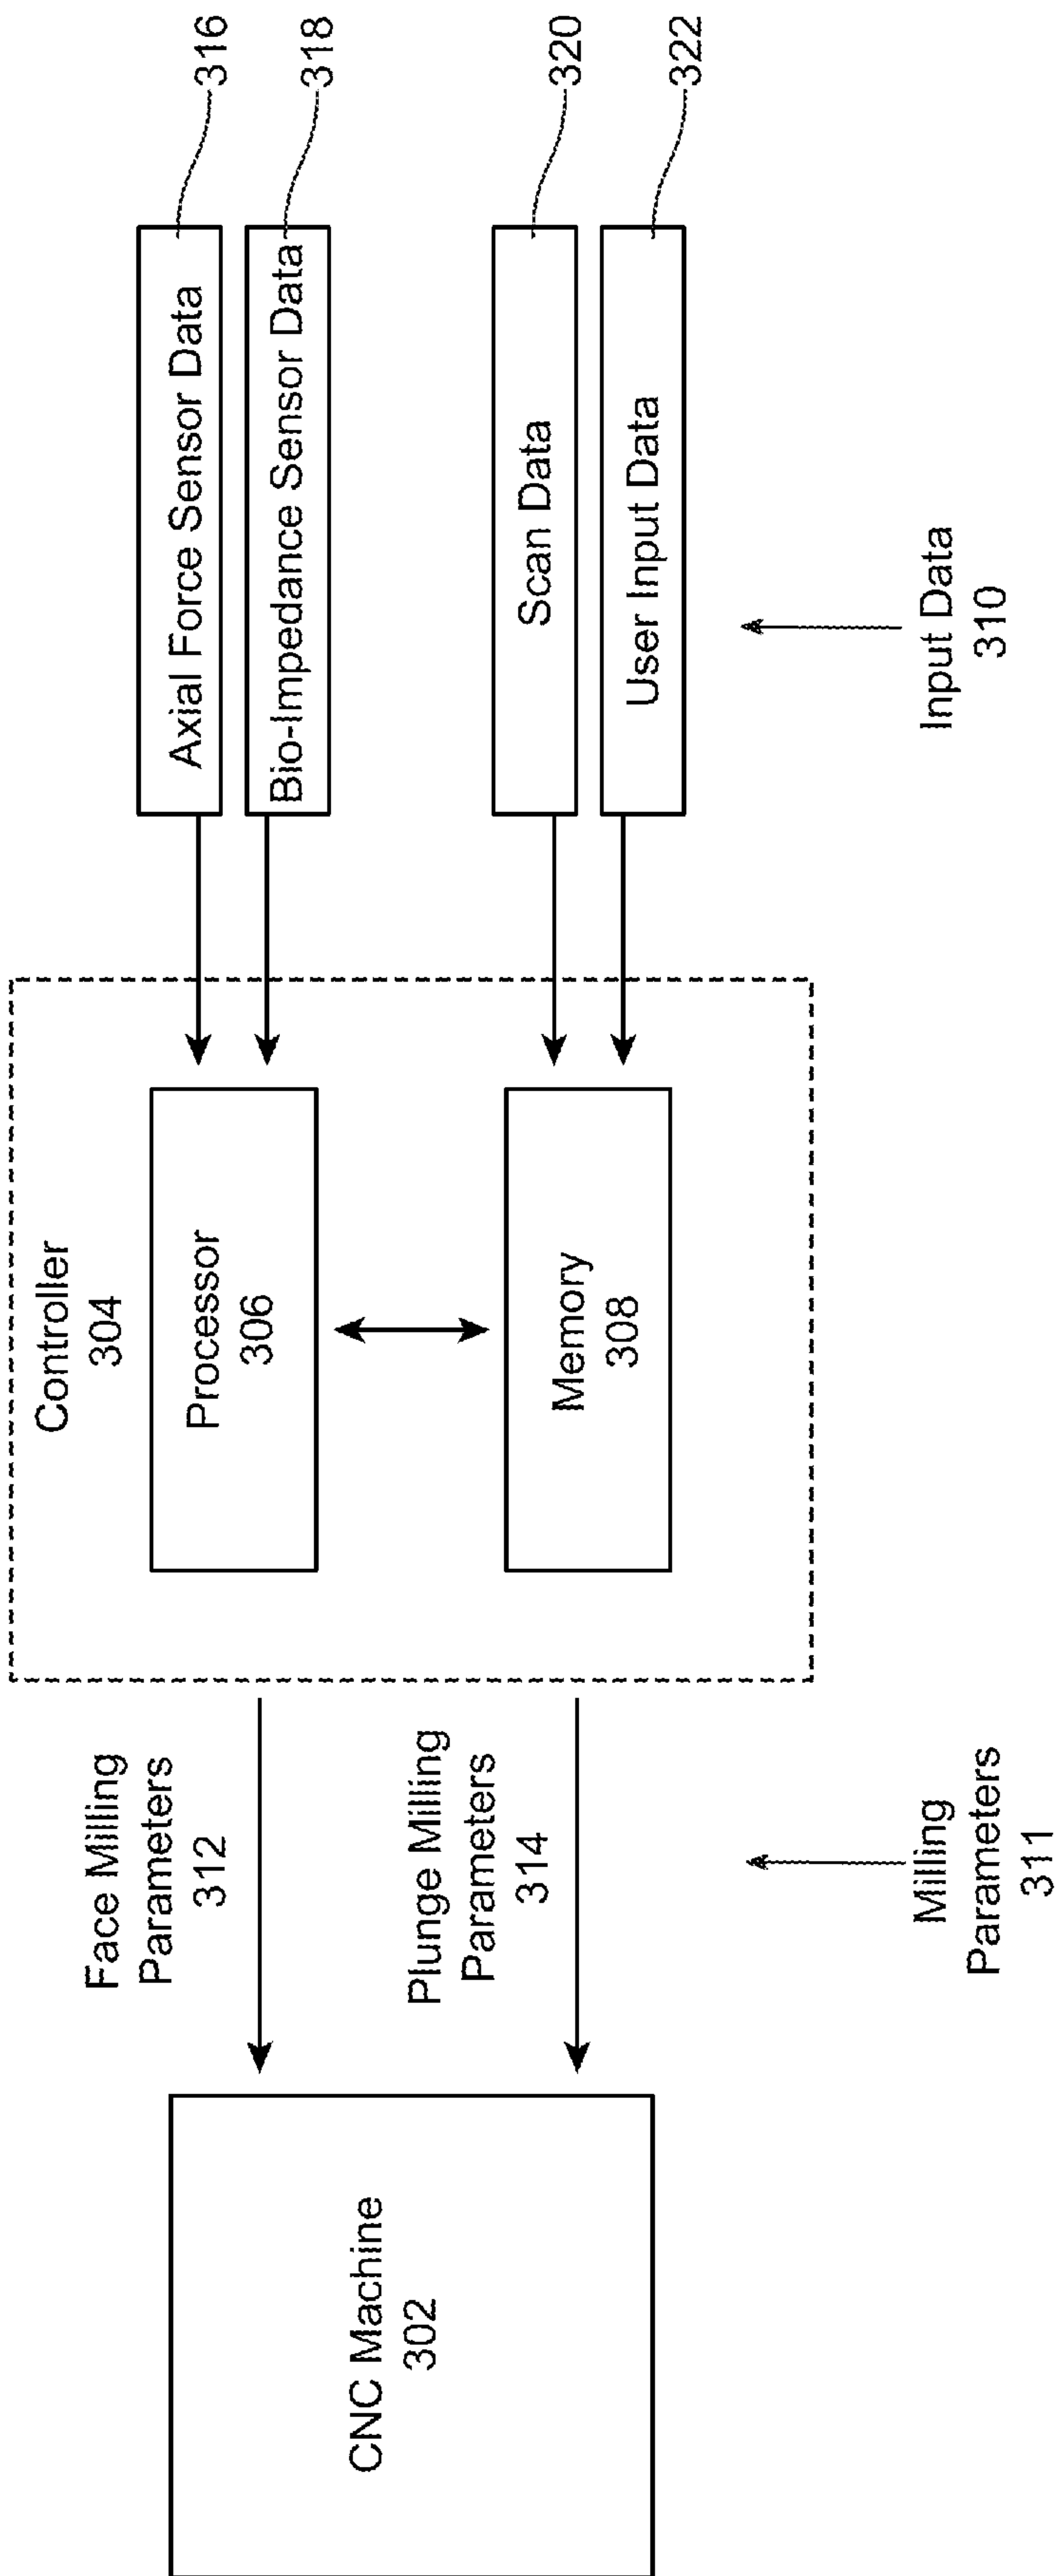 Controller
304
Processor
306
Memory
308
CNC Machine
302
Face Milling
Parameters
312
Plunge Milling
Parameters
314
Milling
Parameters
311
Axial Force Sensor Data
316
Bio-Impedance Sensor Data
318
Scan Data
320
User Input Data
322
Input Data
310